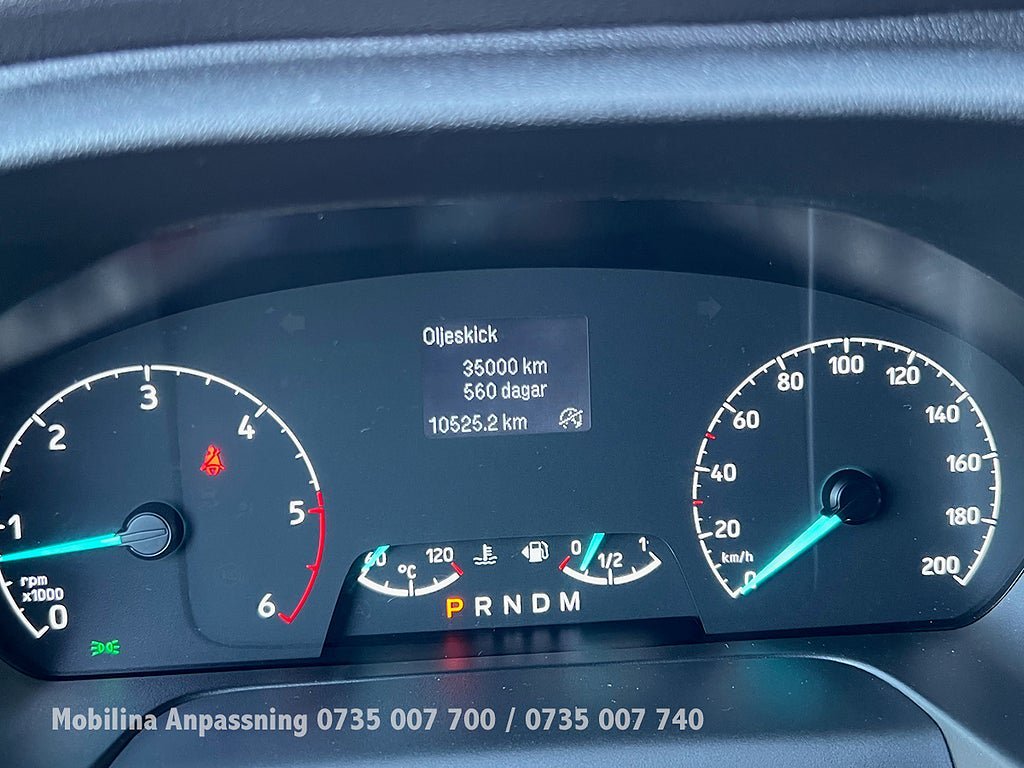 Oljeskick
35000 km
560 dagar
10525.2 km
0 1 2 3 4 5 6
rpm
x1000
60 120
°C
0 1/2 1
P R N D M
0 20 40 60 80 100 120 140 160 180 200
km/h
Mobilina Anpassning 0735 007 700 / 0735 007 740